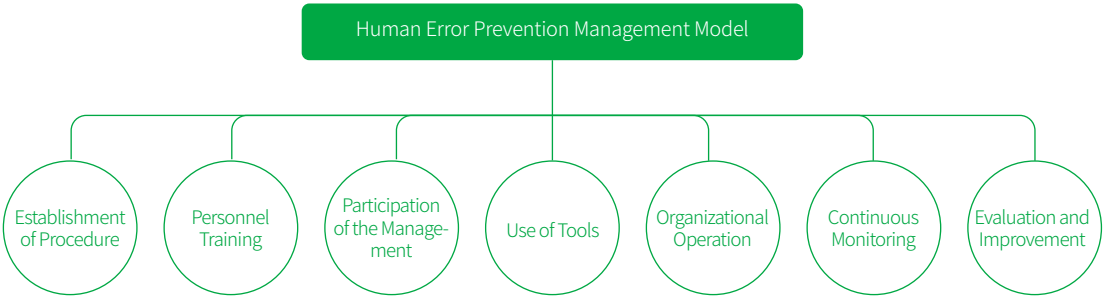 Human Error Prevention Management Model
Establishment
of Procedure
Personnel
Training
Participation
of the Manage-
ment
Use of Tools
Organizational
Operation
Continuous
Monitoring
Evaluation and
Improvement